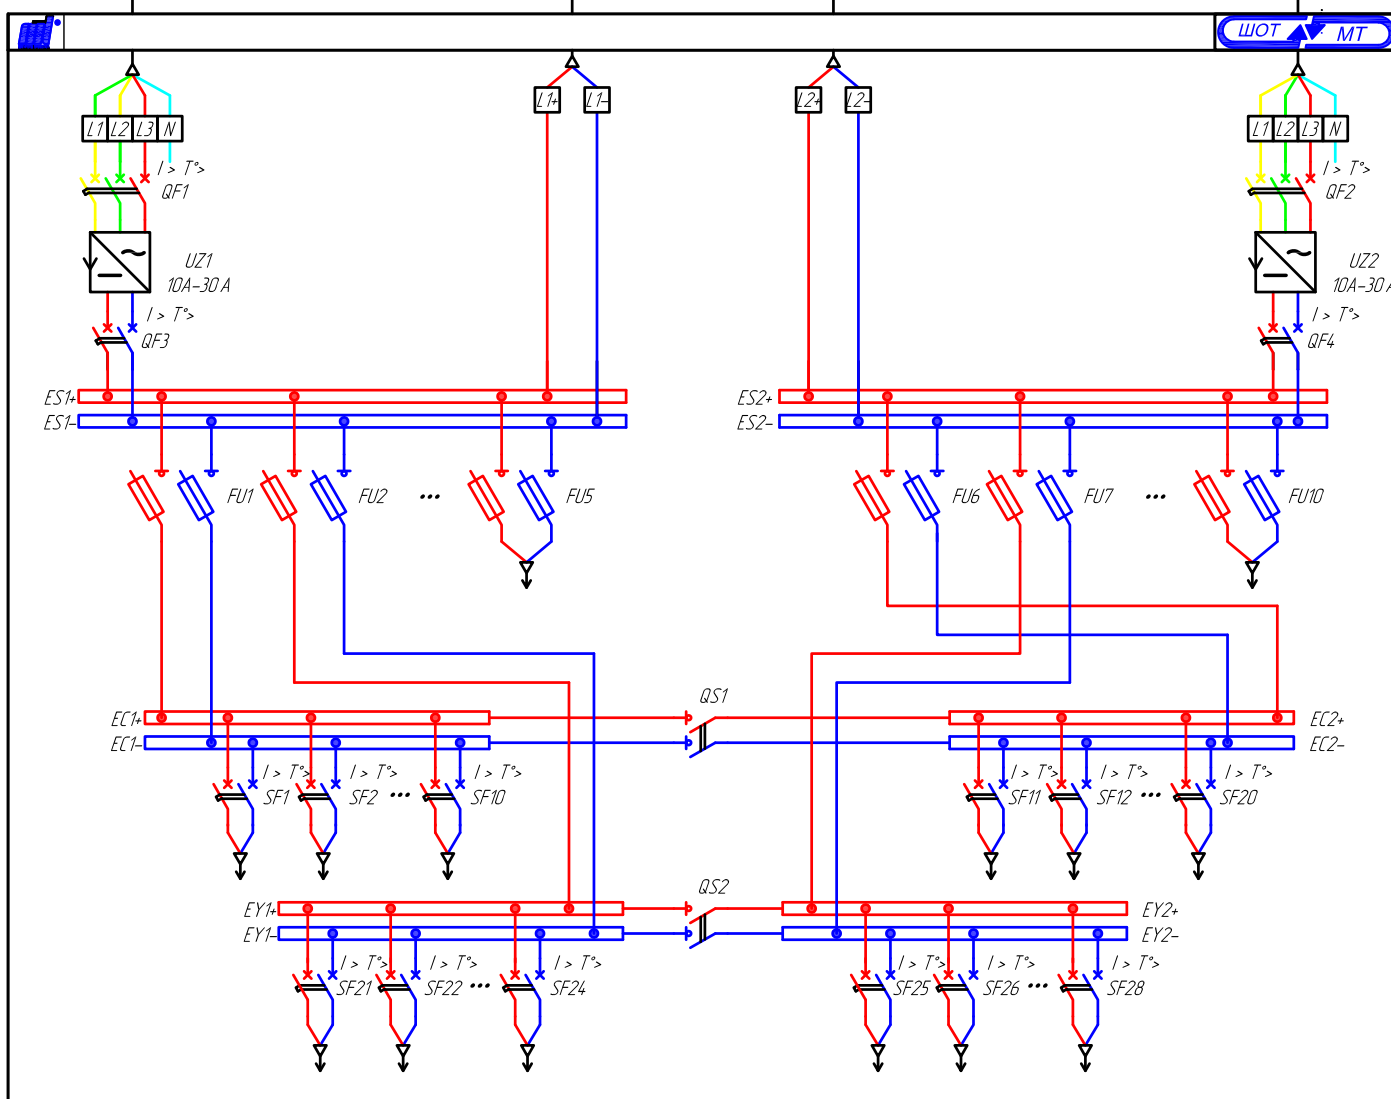 ШОТ МТ
L1+ L1- L2+ L2-
L1 L2 L3 N L1 L2 L3 N
I > T°> I > T°>
QF1 QF2
UZ1 UZ2
10А-30 А 10А-30 А
I > T°> I > T°>
QF3 QF4
ES1+ ES2+
ES1- ES2-
FU1 FU2 ... FU5 FU6 FU7 ... FU10
QS1
EC1+ EC2+
EC1- EC2-
I > T°> I > T°> I > T°> I > T°> I > T°> I > T°>
SF1 SF2 ... SF10 SF11 SF12 ... SF20
QS2
EY1+ EY2+
EY1- EY2-
I > T°> I > T°> I > T°> I > T°> I > T°> I > T°>
SF21 SF22 ... SF24 SF25 SF26 ... SF28